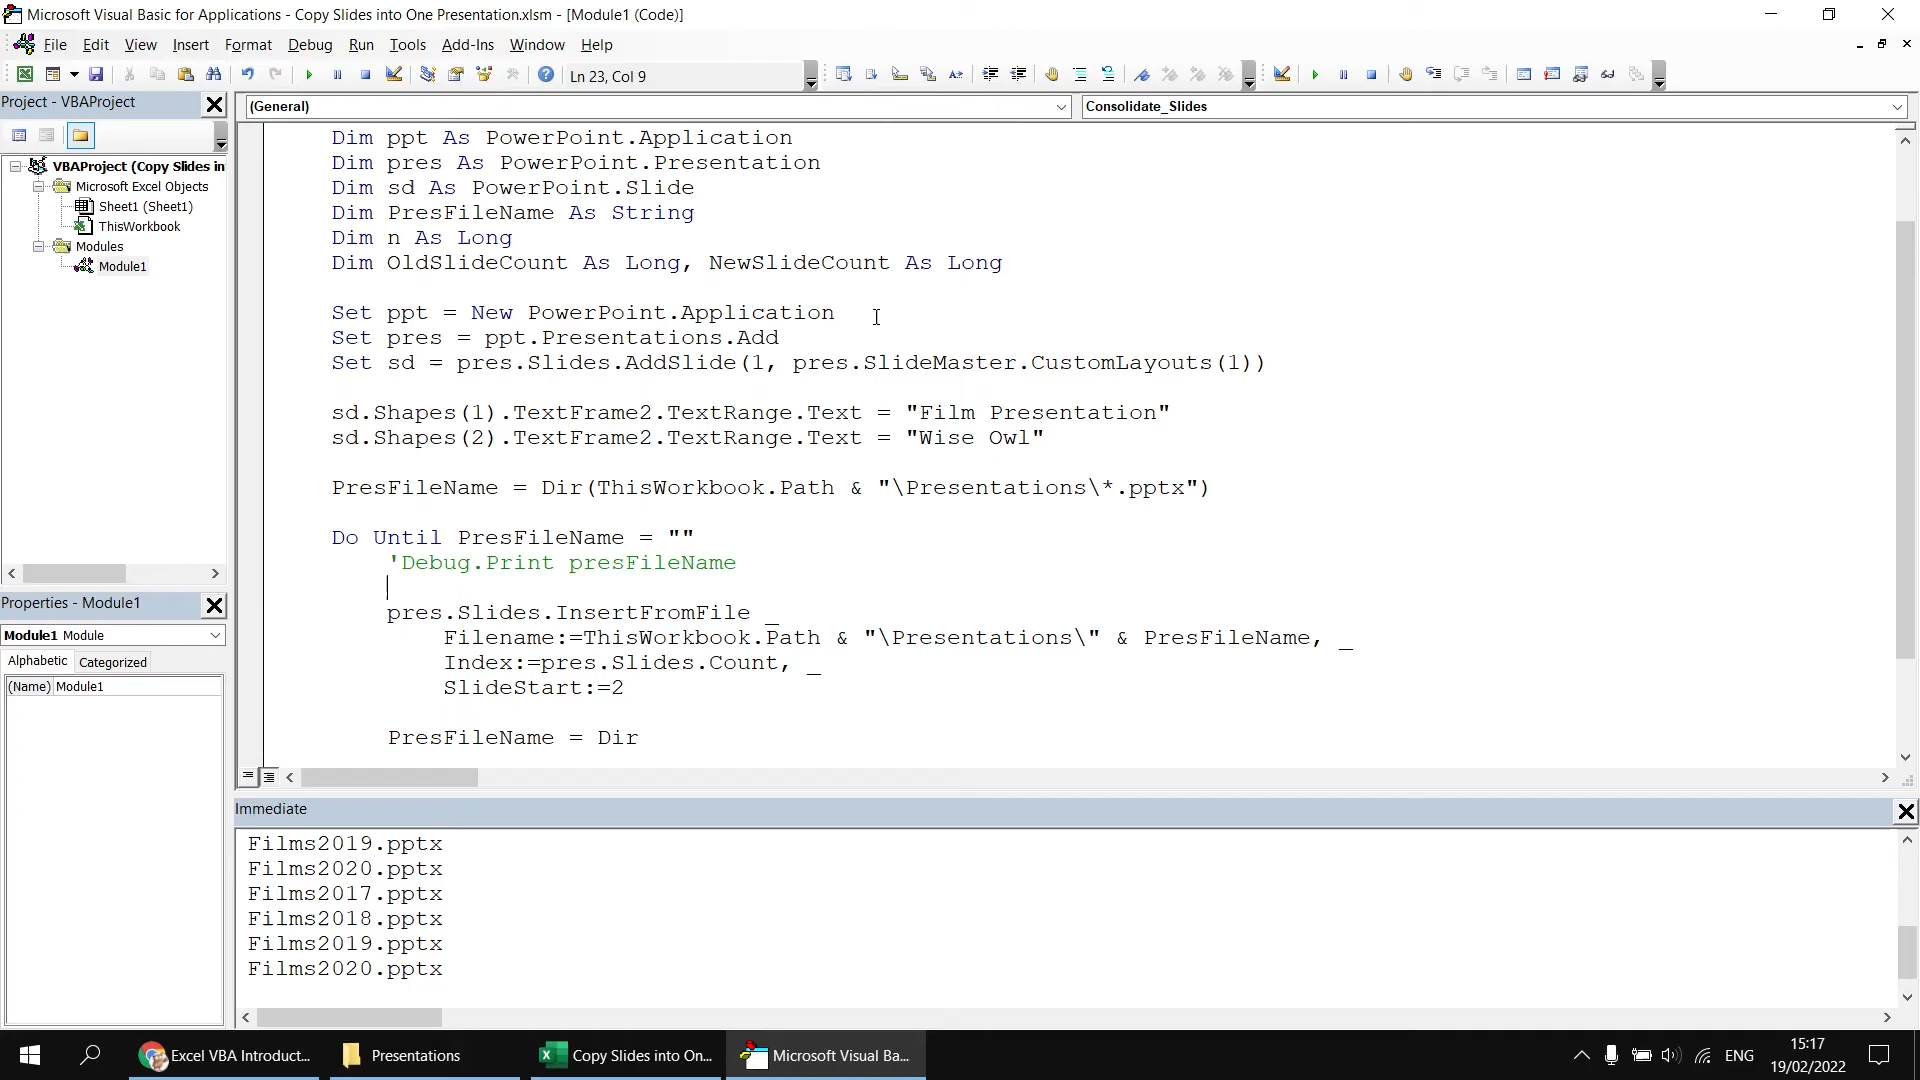 Microsoft Visual Basic for Applications - Copy Slides into One Presentation.xlsm - [Module1 (Code)]
File Edit View Insert Format Debug Run Tools Add-Ins Window Help
Ln 23, Col 9
Project - VBAProject
(General)
Consolidate_Slides
VBAProject (Copy Slides in
Microsoft Excel Objects
Sheet1 (Sheet1)
ThisWorkbook
Modules
Module1
Properties - Module1
Module1 Module
Alphabetic Categorized
(Name) Module1
Dim ppt As PowerPoint.Application
Dim pres As PowerPoint.Presentation
Dim sd As PowerPoint.Slide
Dim PresFileName As String
Dim n As Long
Dim OldSlideCount As Long, NewSlideCount As Long
Set ppt = New PowerPoint.Application
Set pres = ppt.Presentations.Add
Set sd = pres.Slides.AddSlide(1, pres.SlideMaster.CustomLayouts(1))
sd.Shapes(1).TextFrame2.TextRange.Text = "Film Presentation"
sd.Shapes(2).TextFrame2.TextRange.Text = "Wise Owl"
PresFileName = Dir(ThisWorkbook.Path & "\Presentations\*.pptx")
Do Until PresFileName = ""
'Debug.Print presFileName
pres.Slides.InsertFromFile _
Filename:=ThisWorkbook.Path & "\Presentations\" & PresFileName, _
Index:=pres.Slides.Count, _
SlideStart:=2
PresFileName = Dir
Immediate
Films2019.pptx
Films2020.pptx
Films2017.pptx
Films2018.pptx
Films2019.pptx
Films2020.pptx
Excel VBA Introduct...
Presentations
Copy Slides into On...
Microsoft Visual Ba...
ENG
15:17
19/02/2022